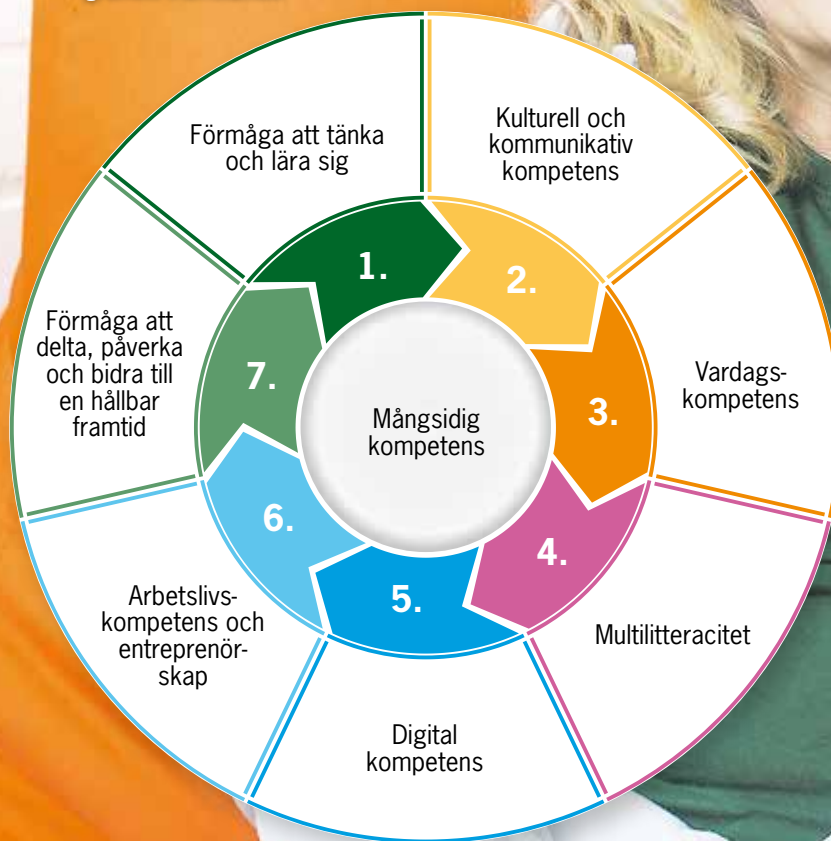 Förmåga att tänka
och lära sig
Kulturell och
kommunikativ
kompetens
Vardags-
kompetens
Multilitteracitet
Digital
kompetens
Arbetslivs-
kompetens och
entreprenör-
skap
Förmåga att
delta, påverka
och bidra till
en hållbar
framtid
1.
2.
3.
4.
5.
6.
7.
Mångsidig
kompetens